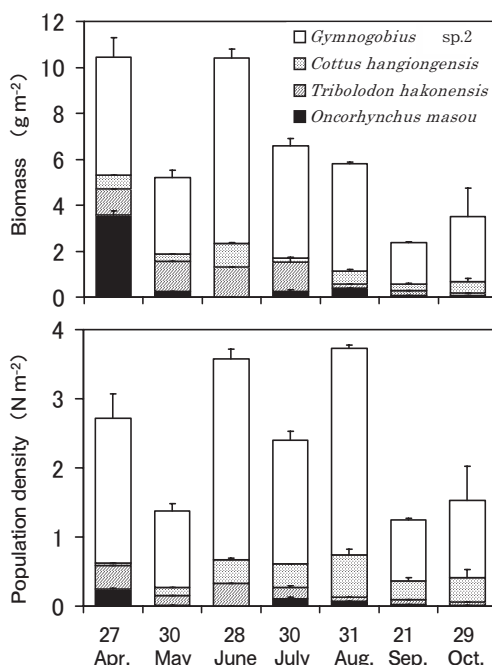 12
10
8
6
4
2
0
Biomass (g m-2)
Gymnogobius sp.2
Cottus hangiongensis
Tribolodon hakonensis
Oncorhynchus masou
4
3
2
1
0
Population density (N m-2)
27 30 28 30 31 21 29
Apr. May June July Aug. Sep. Oct.